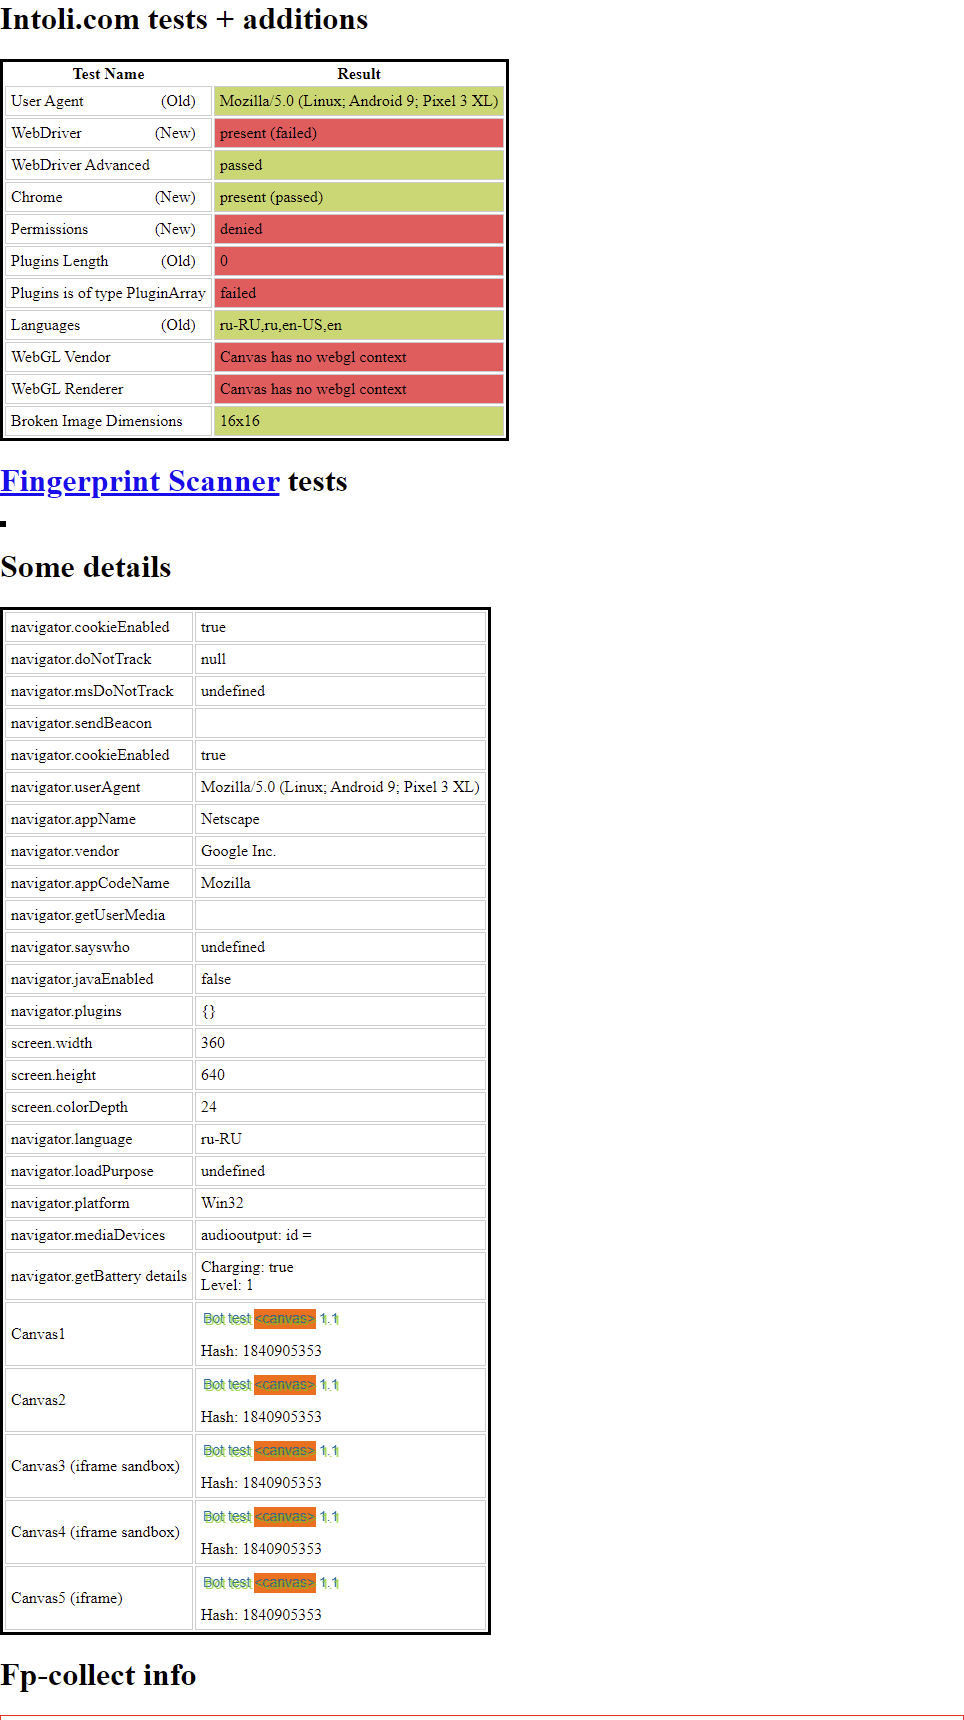 Intoli.com tests + additions
Test Name Result
User Agent (Old) Mozilla/5.0 (Linux; Android 9; Pixel 3 XL)
WebDriver (New) present (failed)
WebDriver Advanced passed
Chrome (New) present (passed)
Permissions (New) denied
Plugins Length (Old) 0
Plugins is of type PluginArray failed
Languages (Old) ru-RU,ru,en-US,en
WebGL Vendor Canvas has no webgl context
WebGL Renderer Canvas has no webgl context
Broken Image Dimensions 16x16
Fingerprint Scanner tests
Some details
navigator.cookieEnabled true
navigator.doNotTrack null
navigator.msDoNotTrack undefined
navigator.sendBeacon
navigator.cookieEnabled true
navigator.userAgent Mozilla/5.0 (Linux; Android 9; Pixel 3 XL)
navigator.appName Netscape
navigator.vendor Google Inc.
navigator.appCodeName Mozilla
navigator.getUserMedia
navigator.sayswho undefined
navigator.javaEnabled false
navigator.plugins {}
screen.width 360
screen.height 640
screen.colorDepth 24
navigator.language ru-RU
navigator.loadPurpose undefined
navigator.platform Win32
navigator.mediaDevices audiooutput: id =
navigator.getBattery details Charging: true
Level: 1
Canvas1 Bot test <canvas> 1.1
Hash: 1840905353
Canvas2 Bot test <canvas> 1.1
Hash: 1840905353
Canvas3 (iframe sandbox) Bot test <canvas> 1.1
Hash: 1840905353
Canvas4 (iframe sandbox) Bot test <canvas> 1.1
Hash: 1840905353
Canvas5 (iframe) Bot test <canvas> 1.1
Hash: 1840905353
Fp-collect info